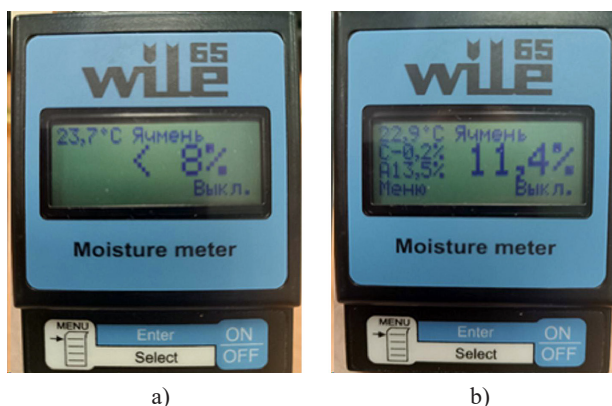 wile 65
23,7°C Ячмень
< 8%
Выкл.
Moisture meter
MENU
Enter
Select
ON
OFF
a)
wile 65
22,9°C Ячмень
C-0,2%
11,4%
A13,5%
Меню Выкл.
Moisture meter
MENU
Enter
Select
ON
OFF
b)